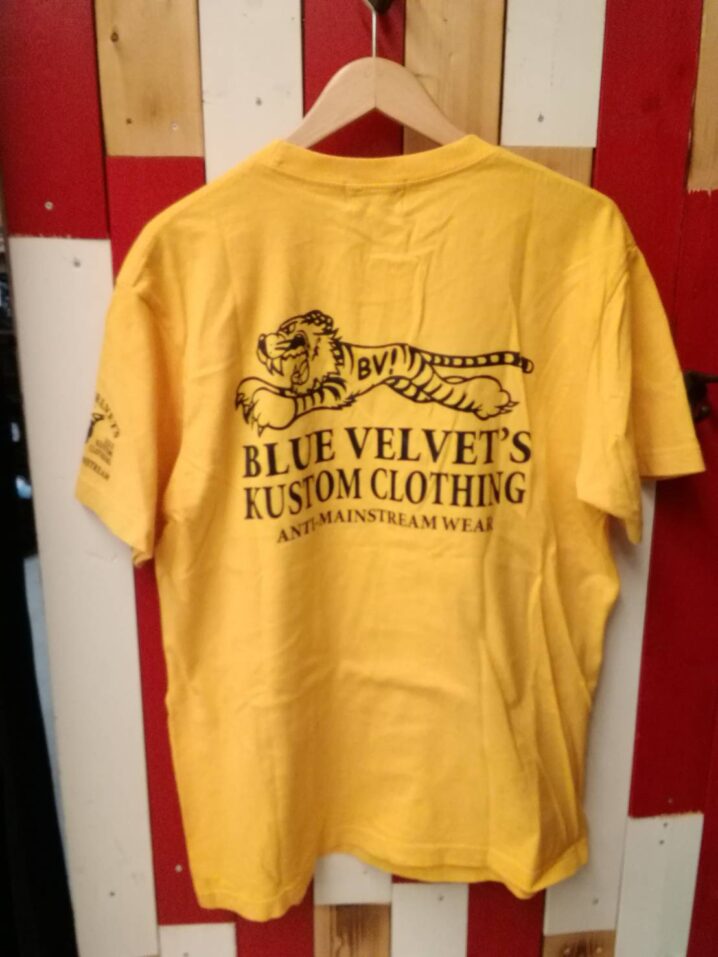 BV!
BLUE VELVET'S
KUSTOM CLOTHING
ANTI-MAINSTREAM WEAR